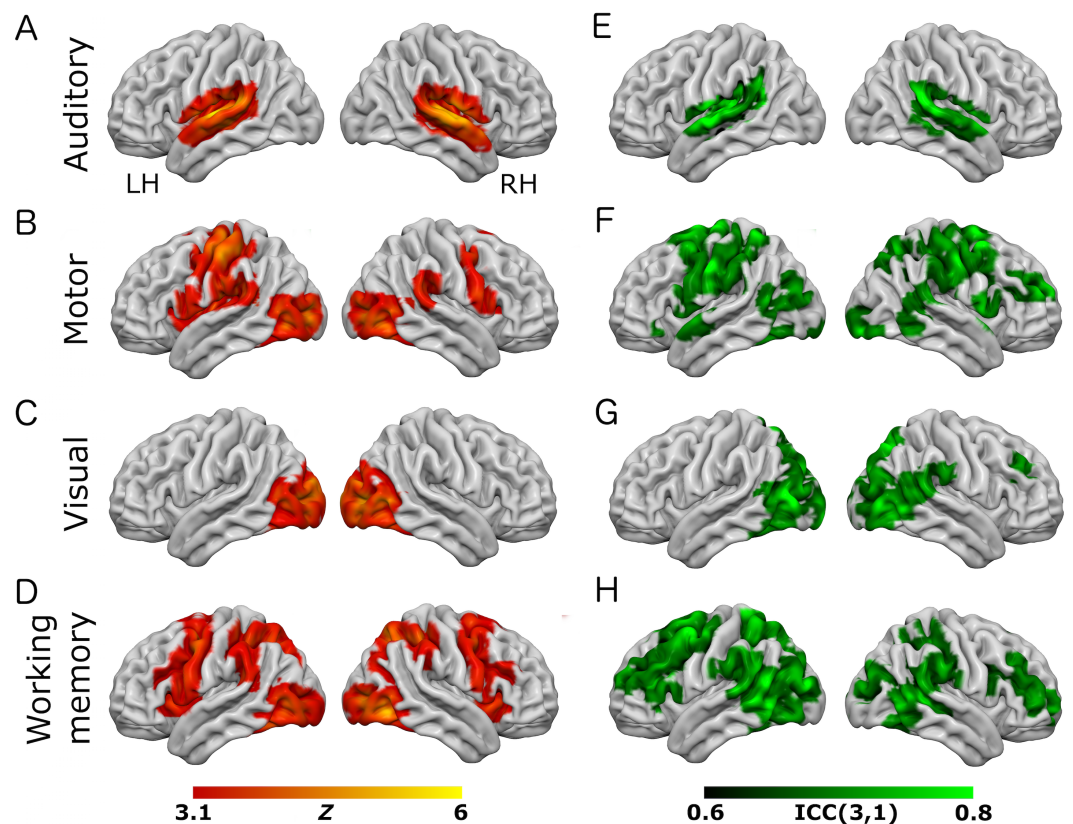 A
E
Auditory
LH
RH
B
F
Motor
C
G
Visual
D
H
Working
memory
3.1 Z 6
0.6 ICC(3,1) 0.8